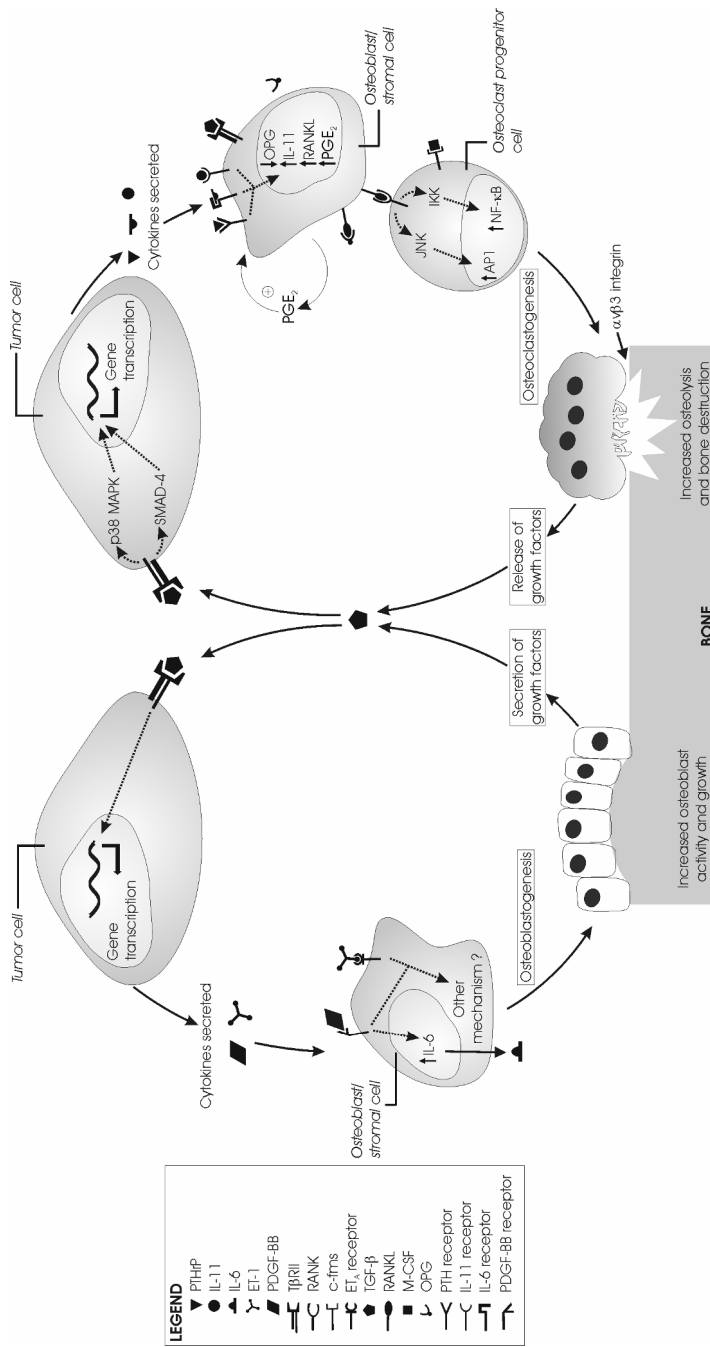 Tumor cell
Gene
transcription
Cytokines secreted
Osteoblast/
stromal cell
IL-6
Other
mechanism ?
Osteoblastogenesis
Increased osteoblast
activity and growth
Secretion of
growth factors
Tumor cell
p38 MAPK
SMAD-4
Gene
transcription
Cytokines secreted
PGE2
OPG
IL-11
RANKL
PGE2
Osteoblast/
stromal cell
JNK
IKK
AP1
NF-κB
Osteoclast progenitor
cell
Osteoclastogenesis
αvβ3 integrin
Release of
growth factors
Increased osteolysis
and bone destruction
BONE
LEGEND
PTHrP
IL-11
IL-6
ET-1
PDGF-BB
TβRII
RANK
c-fms
ETA receptor
TGF-β
RANKL
M-CSF
OPG
PTH receptor
IL-11 receptor
IL-6 receptor
PDGF-BB receptor